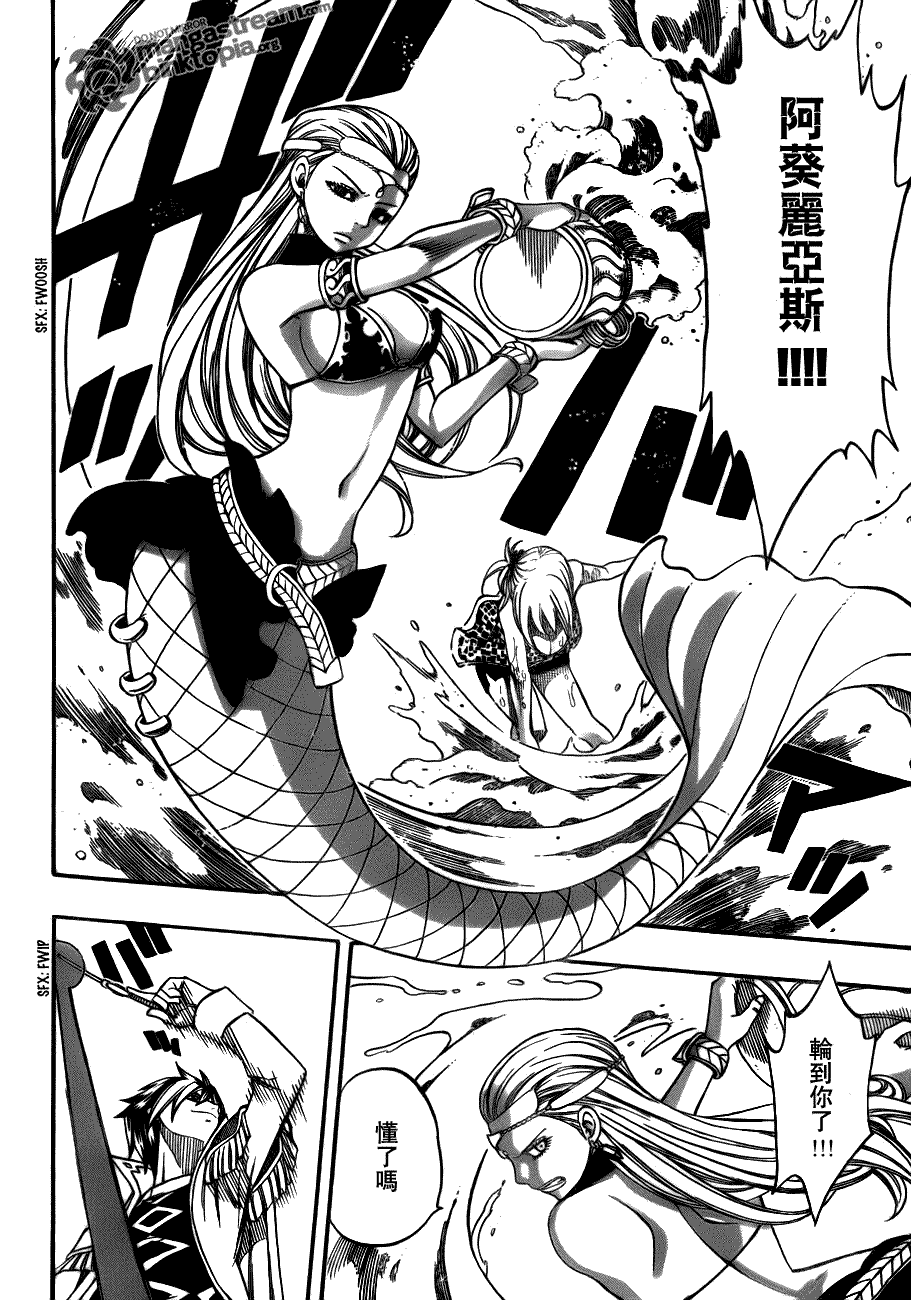 DO NOT MIRROR
mangastream.com
binktopia.org
阿葵麗亞斯!!!!
SFX: FWOOSH
輪到你了!!!
懂了嗎
SFX: FWIP